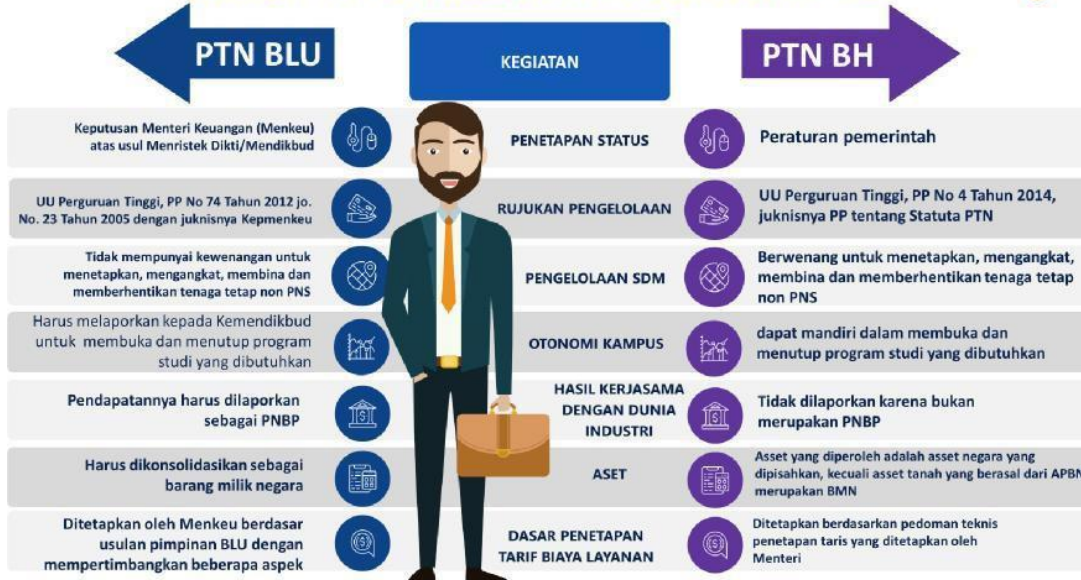 PTN BLU
KEGIATAN
PTN BH
Keputusan Menteri Keuangan (Menkeu)
atas usul Menristek Dikti/Mendikbud
PENETAPAN STATUS
Peraturan pemerintah
UU Perguruan Tinggi, PP No 74 Tahun 2012 jo.
No. 23 Tahun 2005 dengan juknisnya Kepmenkeu
RUJUKAN PENGELOLAAN
UU Perguruan Tinggi, PP No 4 Tahun 2014,
juknisnya PP tentang Statuta PTN
Tidak mempunyai kewenangan untuk
menetapkan, mengangkat, membina dan
memberhentikan tenaga tetap non PNS
PENGELOLAAN SDM
Berwenang untuk menetapkan, mengangkat,
membina dan memberhentikan tenaga tetap
non PNS
Harus melaporkan kepada Kemendikbud
untuk membuka dan menutup program
studi yang dibutuhkan
OTONOMI KAMPUS
dapat mandiri dalam membuka dan
menutup program studi yang dibutuhkan
Pendapatannya harus dilaporkan
sebagai PNBP
HASIL KERJASAMA
DENGAN DUNIA
INDUSTRI
Tidak dilaporkan karena bukan
merupakan PNBP
Harus dikonsolidasikan sebagai
barang milik negara
ASET
Asset yang diperoleh adalah asset negara yang
dipisahkan, kecuali asset tanah yang berasal dari APBN
merupakan BMN
Ditetapkan oleh Menkeu berdasar
usulan pimpinan BLU dengan
mempertimbangkan beberapa aspek
DASAR PENETAPAN
TARIF BIAYA LAYANAN
Ditetapkan berdasarkan pedoman teknis
penetapan taris yang ditetapkan oleh
Menteri